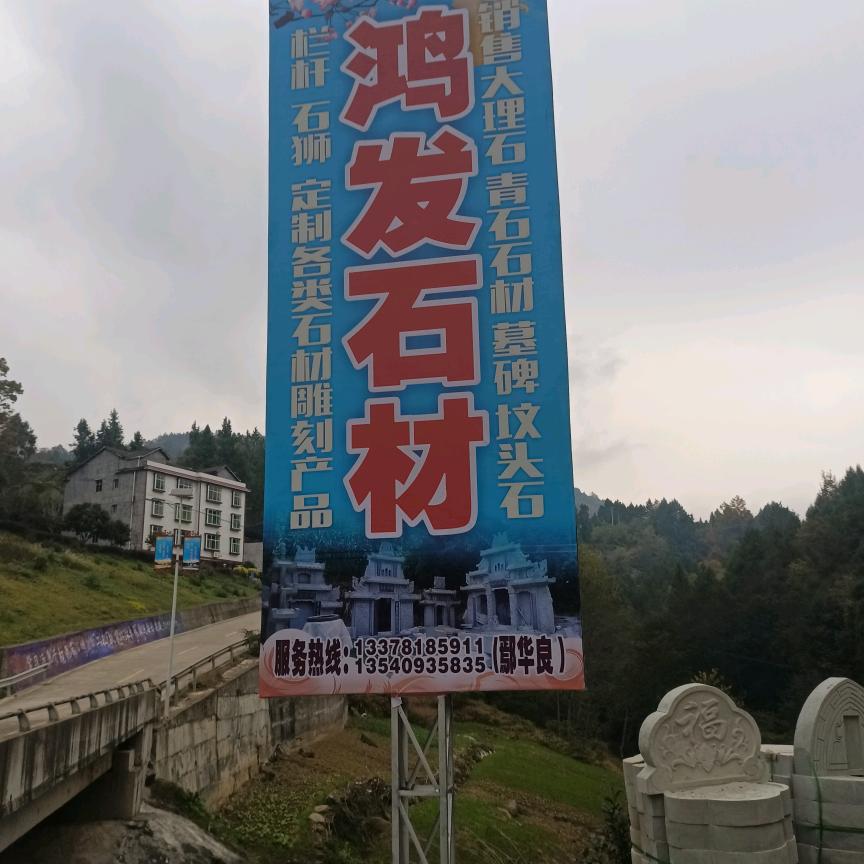 销售大理石 青石石材 墓碑 坟头石
鸿发石材
栏杆 石狮 定制各类石材雕刻产品
服务热线：13378185911
13540935835（鄢华良）
福